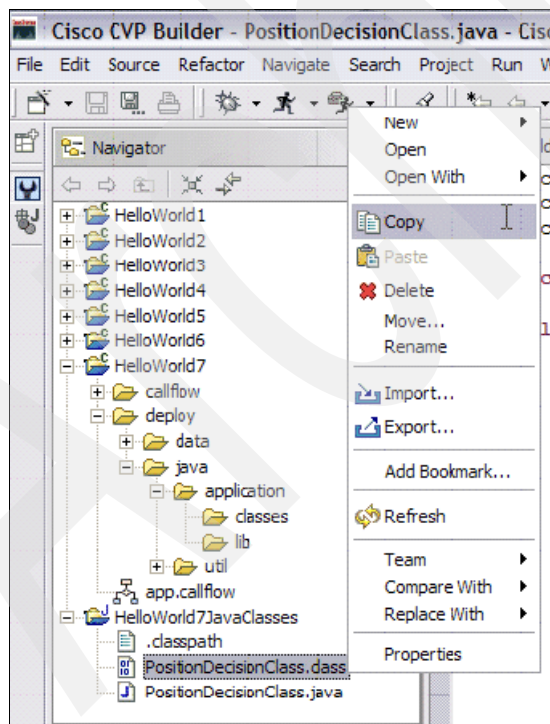 Cisco CVP Builder - PositionDecisionClass.java - Cisc
File Edit Source Refactor Navigate Search Project Run W
Navigator
HelloWorld1
HelloWorld2
HelloWorld3
HelloWorld4
HelloWorld5
HelloWorld6
HelloWorld7
callflow
deploy
data
java
application
classes
lib
util
app.callflow
HelloWorld7JavaClasses
.classpath
PositionDecisionClass.class
PositionDecisionClass.java
New
Open
Open With
Copy
Paste
Delete
Move...
Rename
Import...
Export...
Add Bookmark...
Refresh
Team
Compare With
Replace With
Properties